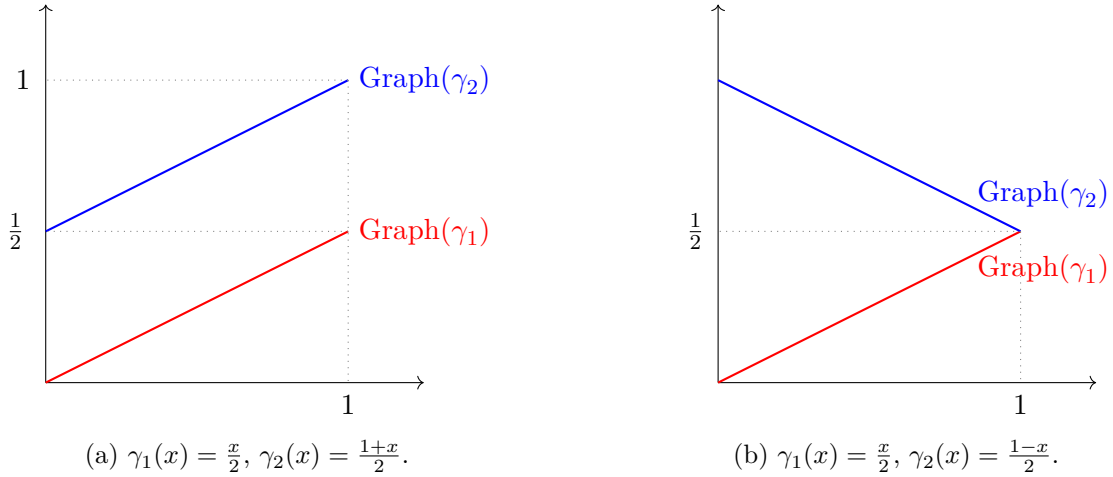 1
Graph(γ₂)
½
Graph(γ₁)
1
(a) γ₁(x) = x/2, γ₂(x) = (1+x)/2.
Graph(γ₂)
½
Graph(γ₁)
1
(b) γ₁(x) = x/2, γ₂(x) = (1−x)/2.